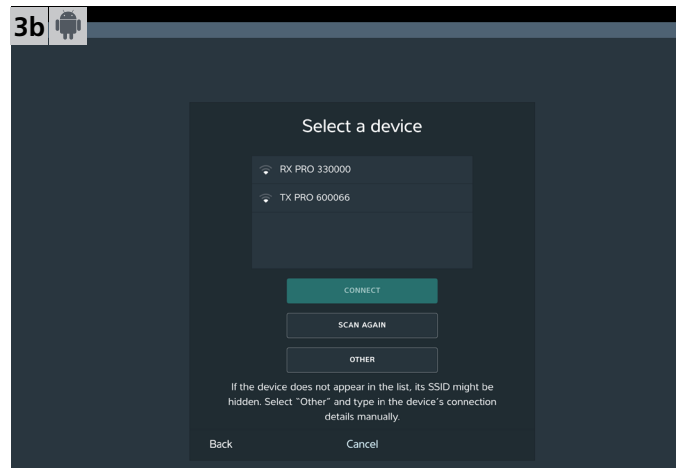 3b
Select a device
RX PRO 330000
TX PRO 600066
CONNECT
SCAN AGAIN
OTHER
If the device does not appear in the list, its SSID might be
hidden. Select "Other" and type in the device's connection
details manually.
Back Cancel